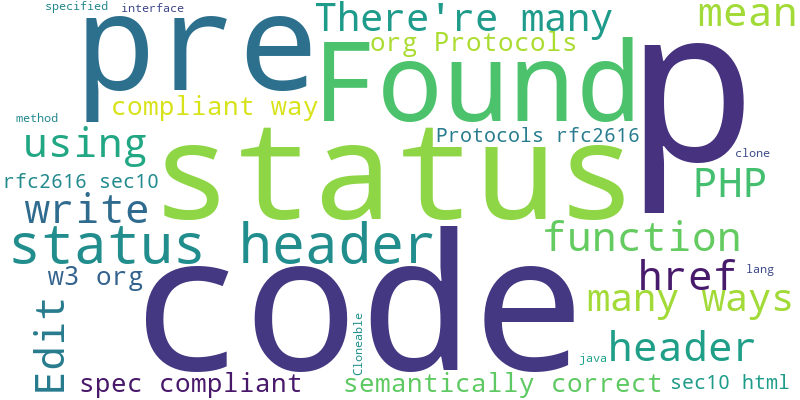 specified
interface
pre
There're many
mean
org Protocols
Found
p
compliant way
method
using
status
Protocols rfc2616
clone
rfc2616 sec10
PHP
write
status header
function
w3 org
code
href
lang
many ways
Edit
Cloneable
java
header
spec compliant
semantically correct
sec10 html